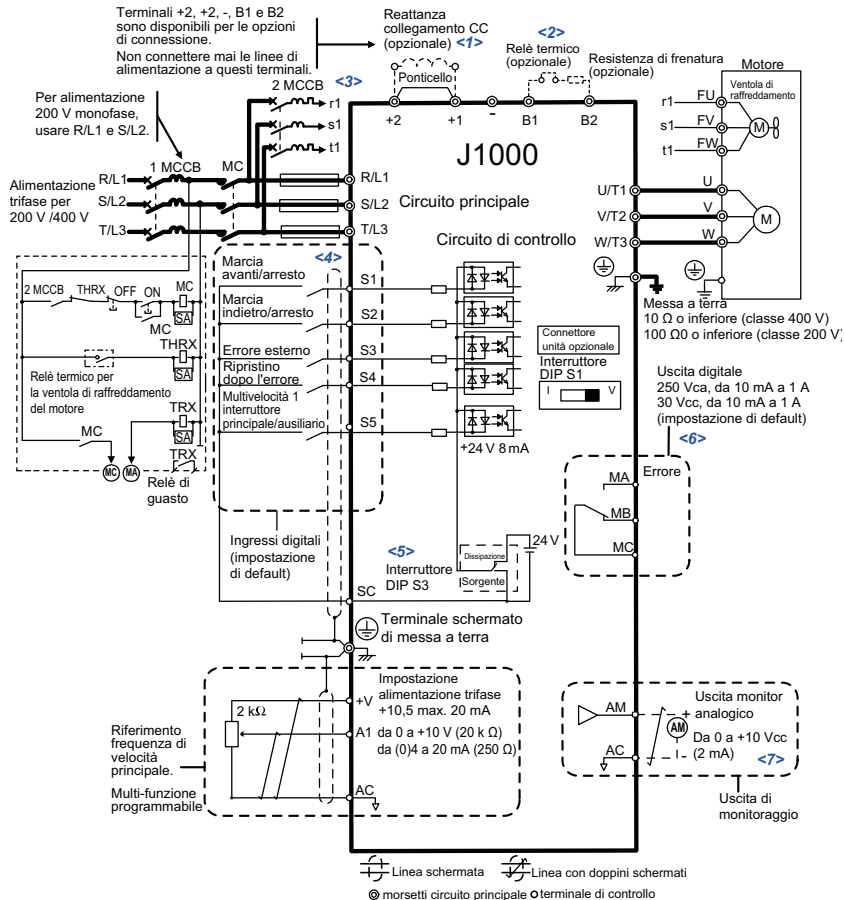 Terminali +2, +2, -, B1 e B2
sono disponibili per le opzioni
di connessione.
Non connettere mai le linee di
alimentazione a questi terminali.
Reattanza
collegamento CC
(opzionale) <1>
Ponticello
<2>
Relè termico
(opzionale)
Resistenza di frenatura
(opzionale)
Motore
Ventola di
raffreddamento
r1 FU
s1 FV
t1 FW
M
Per alimentazione
200 V monofase,
usare R/L1 e S/L2.
2 MCCB <3>
r1
s1
t1
+2 +1 - B1 B2
J1000
1 MCCB MC
Alimentazione
trifase per
200 V /400 V
R/L1
S/L2
T/L3
R/L1
S/L2
T/L3
Circuito principale
U/T1 U
V/T2 V
W/T3 W
M
Circuito di controllo
Messa a terra
10 Ω o inferiore (classe 400 V)
100 Ω0 o inferiore (classe 200 V)
2 MCCB THRX OFF ON MC
SA
MC
THRX
SA
Relè termico per
la ventola di raffreddamento
del motore
TRX
SA
MC
TRX
MC MA
Relè di
guasto
<4>
Marcia
avanti/arresto
S1
Marcia
indietro/arresto
S2
Errore esterno
S3
Ripristino
dopo l'errore
S4
Multivelocità 1
interruttore
principale/ausiliario
S5
Ingressi digitali
(impostazione
di default)
Connettore
unità opzionale
Interruttore
DIP S1
I V
+24 V 8 mA
<5>
Interruttore
DIP S3
Dissipazione
Sorgente
24 V
SC
Uscita digitale
250 Vca, da 10 mA a 1 A
30 Vcc, da 10 mA a 1 A
(impostazione di default)
<6>
MA Errore
MB
MC
Terminale schermato
di messa a terra
Riferimento
frequenza di
velocità
principale.
Multi-funzione
programmabile
2 kΩ
+V
A1
AC
Impostazione
alimentazione trifase
+10,5 max. 20 mA
da 0 a +10 V (20 k Ω)
da (0)4 a 20 mA (250 Ω)
AM
AC
+
AM
-
Uscita monitor
analogico
Da 0 a +10 Vcc
(2 mA) <7>
Uscita di
monitoraggio
Linea schermata Linea con doppini schermati
morsetti circuito principale terminale di controllo